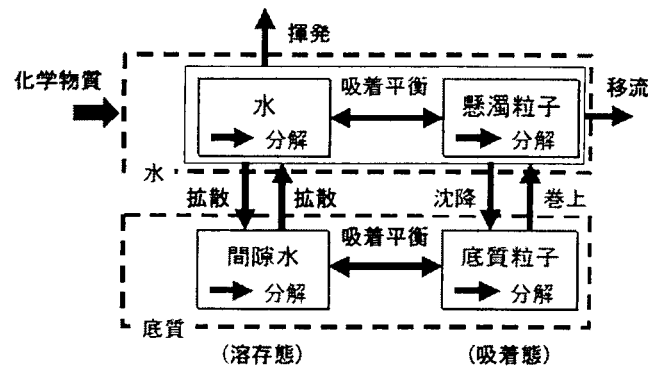 揮発
化学物質
吸着平衡
移流
水
懸濁粒子
分解
分解
水
拡散
拡散
沈降
巻上
間隙水
吸着平衡
底質粒子
分解
分解
底質
(溶存態)
(吸着態)